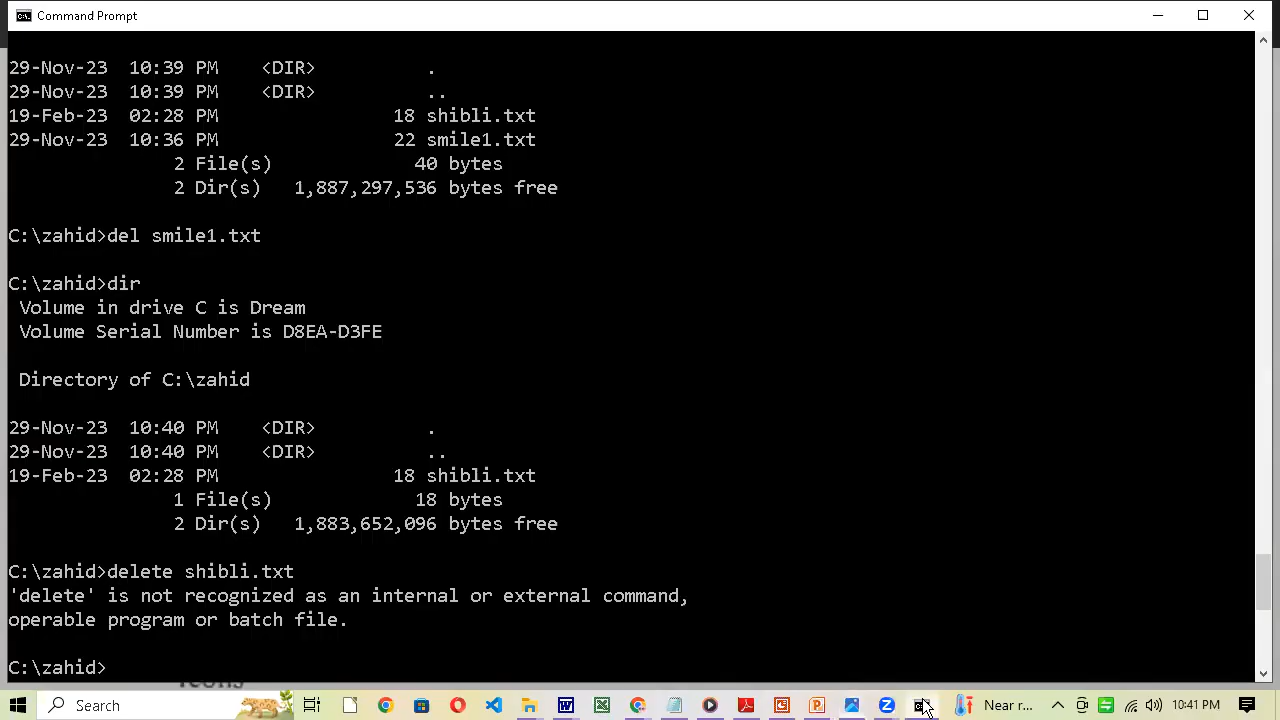 Command Prompt
29-Nov-23  10:39 PM    <DIR>          .
29-Nov-23  10:39 PM    <DIR>          ..
19-Feb-23  02:28 PM                18 shibli.txt
29-Nov-23  10:36 PM                22 smile1.txt
               2 File(s)             40 bytes
               2 Dir(s)   1,887,297,536 bytes free
C:\zahid>del smile1.txt
C:\zahid>dir
 Volume in drive C is Dream
 Volume Serial Number is D8EA-D3FE
 Directory of C:\zahid
29-Nov-23  10:40 PM    <DIR>          .
29-Nov-23  10:40 PM    <DIR>          ..
19-Feb-23  02:28 PM                18 shibli.txt
               1 File(s)             18 bytes
               2 Dir(s)   1,883,652,096 bytes free
C:\zahid>delete shibli.txt
'delete' is not recognized as an internal or external command,
operable program or batch file.
C:\zahid>
Search
Near r...
10:41 PM